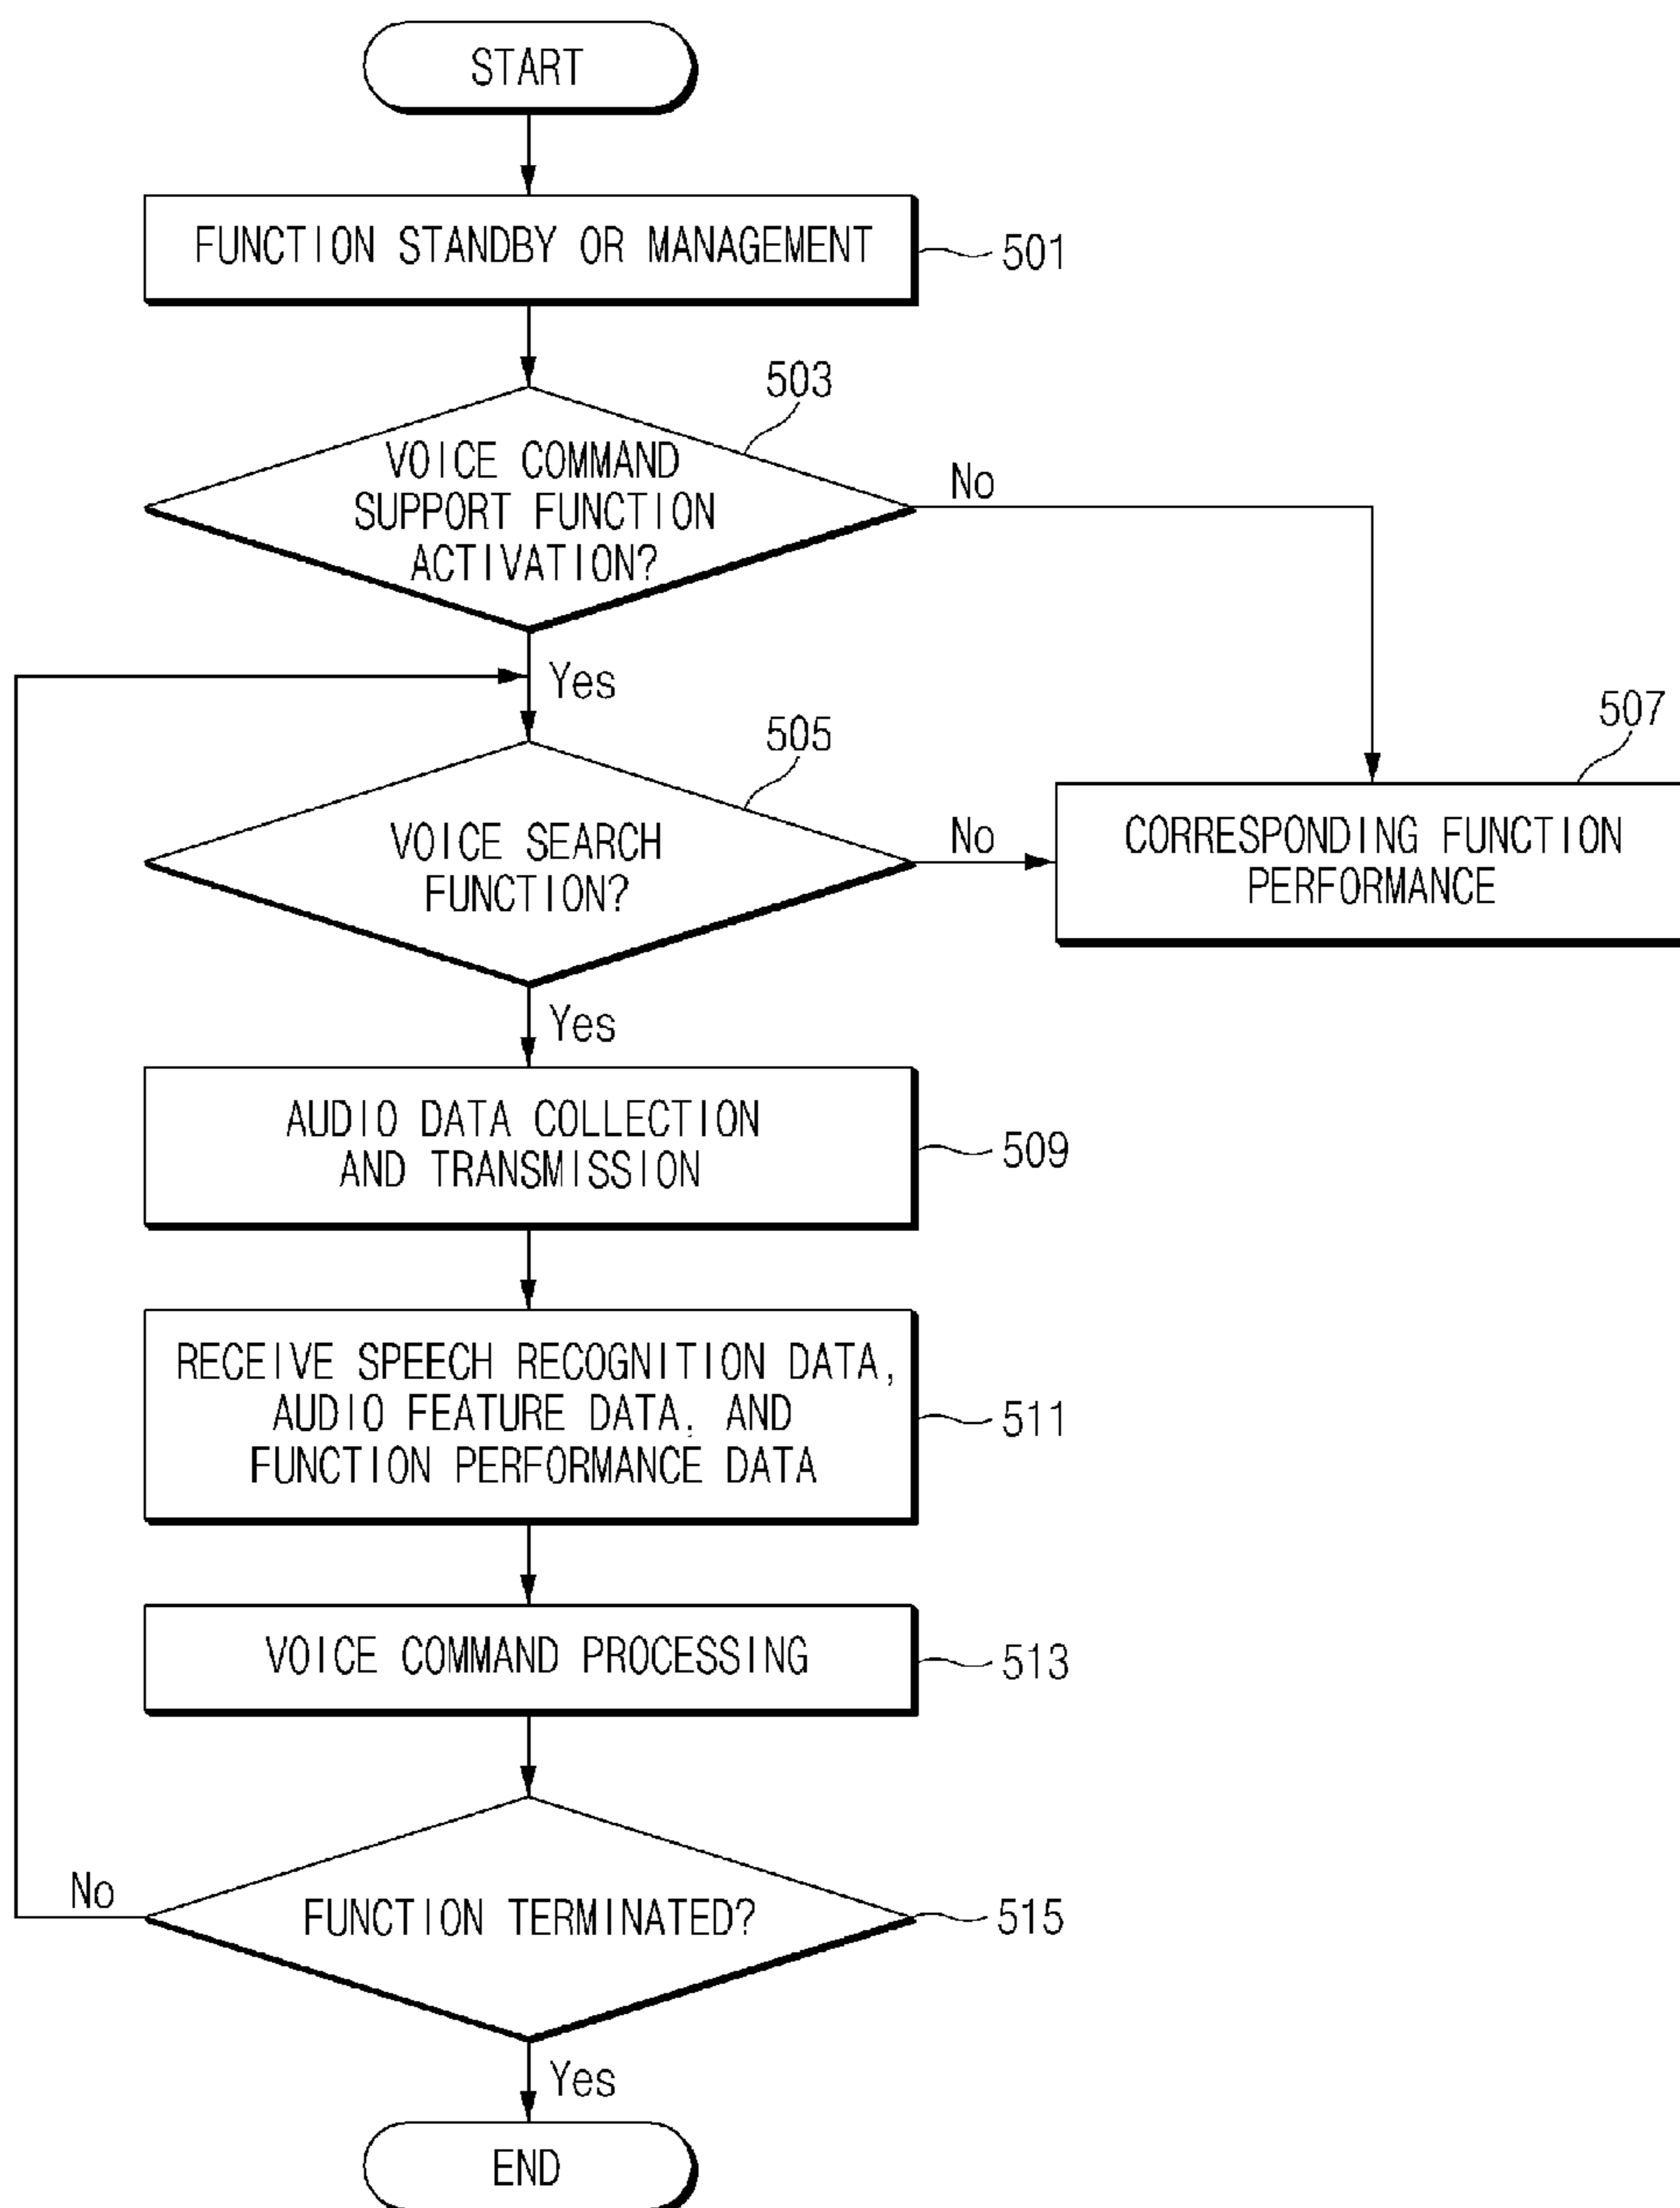 START
FUNCTION STANDBY OR MANAGEMENT
501
503
VOICE COMMAND
SUPPORT FUNCTION
ACTIVATION?
No
Yes
505
507
VOICE SEARCH
FUNCTION?
No
CORRESPONDING FUNCTION
PERFORMANCE
Yes
AUDIO DATA COLLECTION
AND TRANSMISSION
509
RECEIVE SPEECH RECOGNITION DATA,
AUDIO FEATURE DATA, AND
FUNCTION PERFORMANCE DATA
511
VOICE COMMAND PROCESSING
513
No
FUNCTION TERMINATED?
515
Yes
END